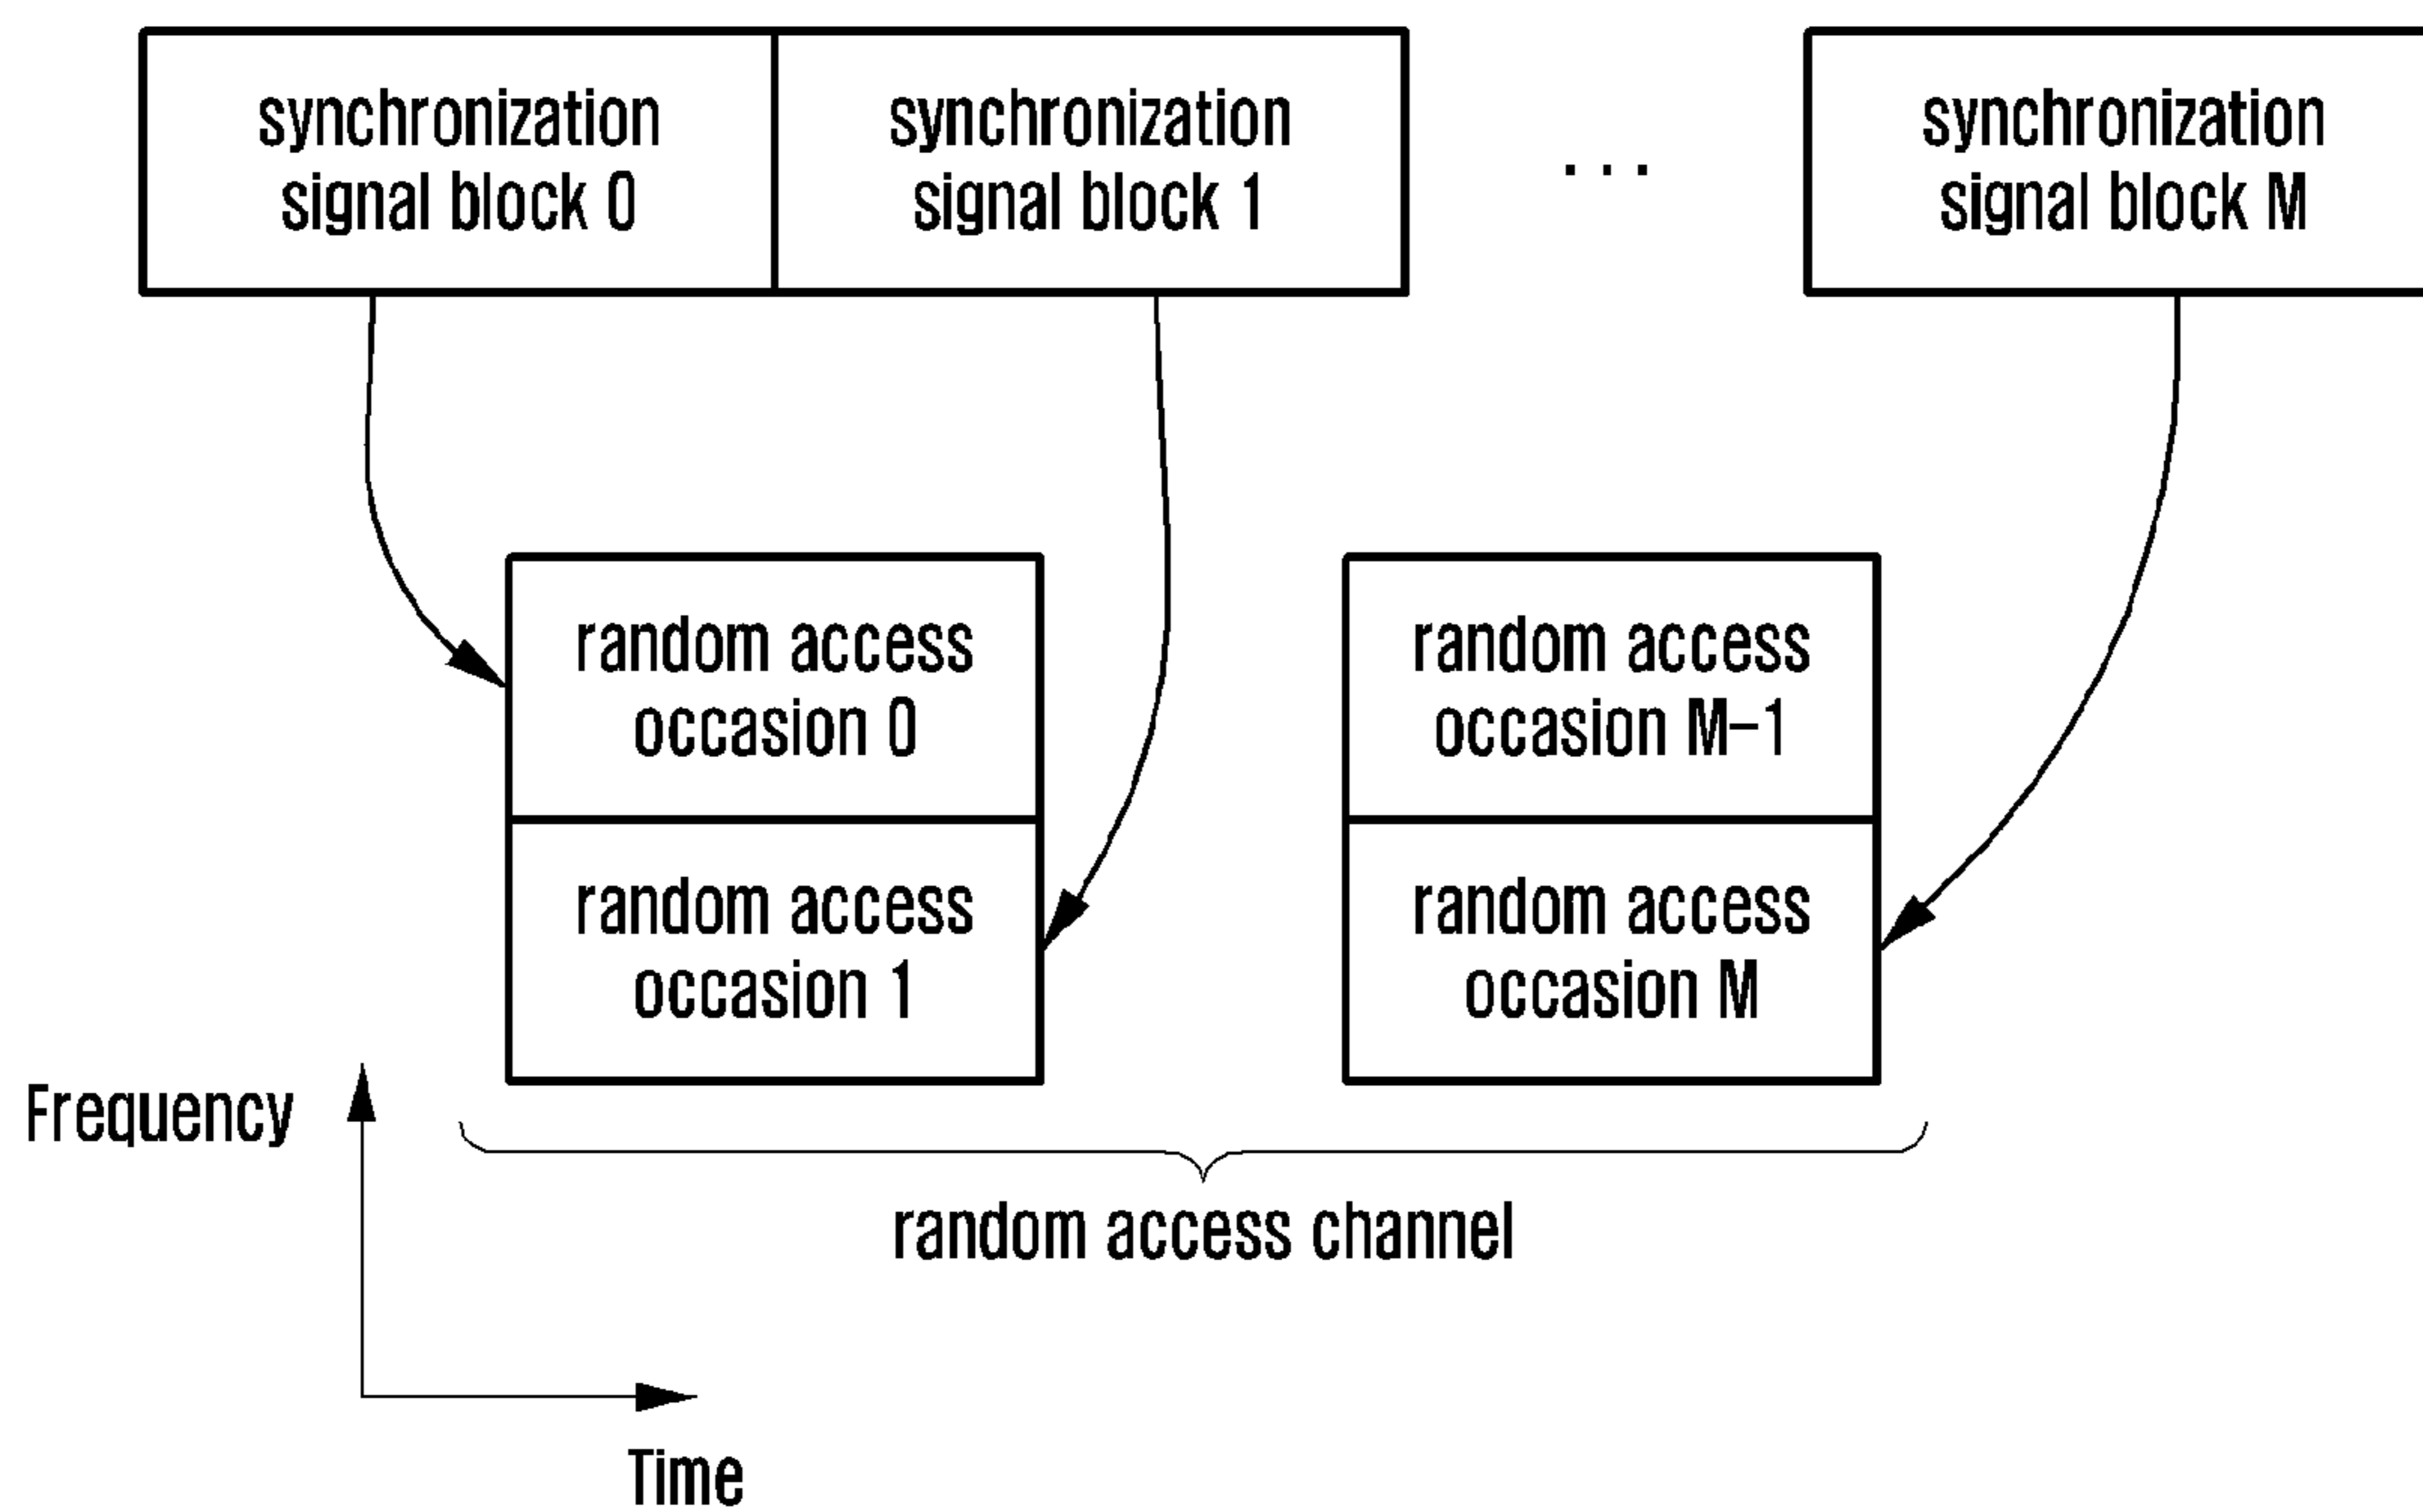 synchronization
signal block 0
synchronization
signal block 1
. . .
synchronization
signal block M
random access
occasion 0
random access
occasion M−1
random access
occasion 1
random access
occasion M
Frequency
random access channel
Time